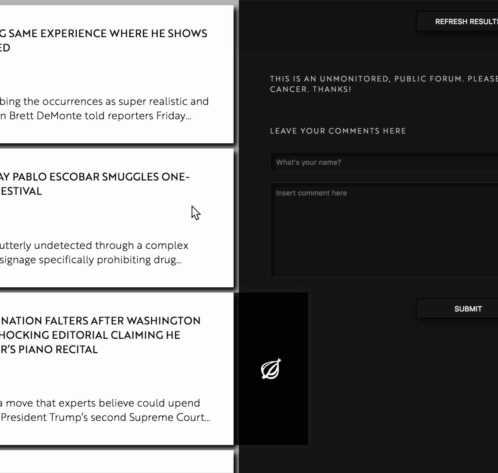 G SAME EXPERIENCE WHERE HE SHOWS
ED
bing the occurrences as super realistic and
n Brett DeMonte told reporters Friday...
AY PABLO ESCOBAR SMUGGLES ONE-
ESTIVAL
utterly undetected through a complex
signage specifically prohibiting drug...
NATION FALTERS AFTER WASHINGTON
HOCKING EDITORIAL CLAIMING HE
R'S PIANO RECITAL
a move that experts believe could upend
President Trump's second Supreme Court...
REFRESH RESULTS
THIS IS AN UNMONITORED, PUBLIC FORUM. PLEAS
CANCER. THANKS!
LEAVE YOUR COMMENTS HERE
What's your name?
Insert comment here
SUBMIT